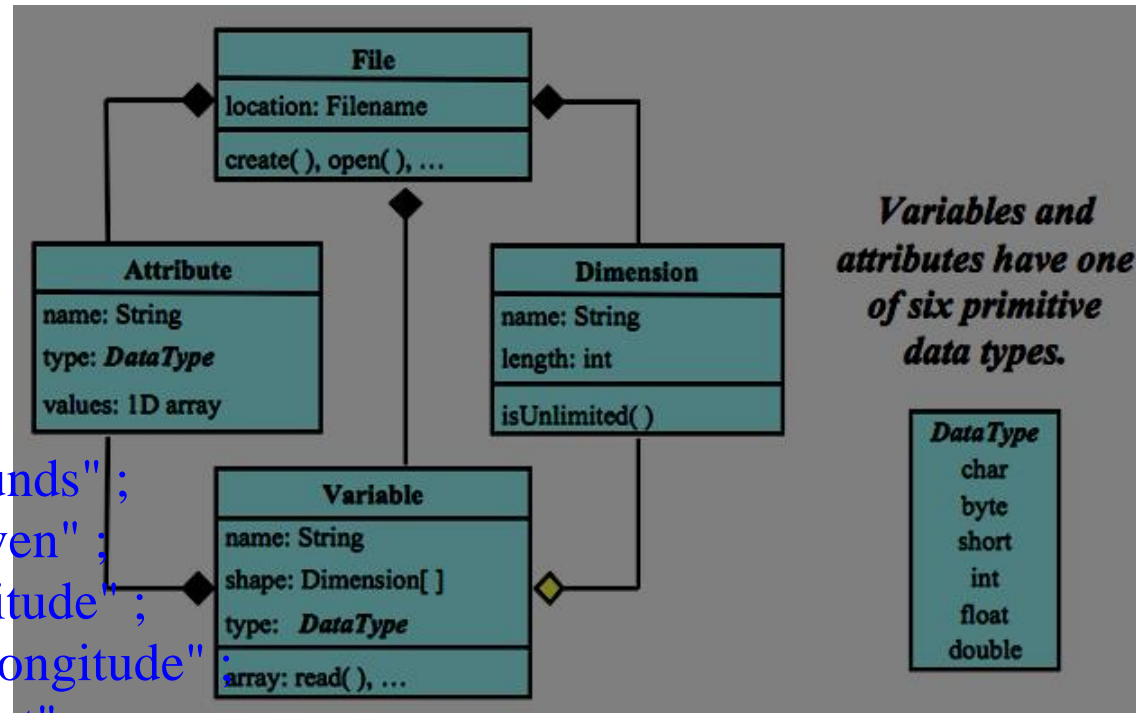 File
location: Filename
create( ), open( ), …
Attribute
name: String
type: DataType
values: 1D array
Dimension
name: String
length: int
isUnlimited( )
Variable
name: String
shape: Dimension[ ]
type: DataType
array: read( ), …
Variables and
attributes have one
of six primitive
data types.
DataType
char
byte
short
int
float
double
unds" ;
ven" ;
itude" ;
ongitude" ;